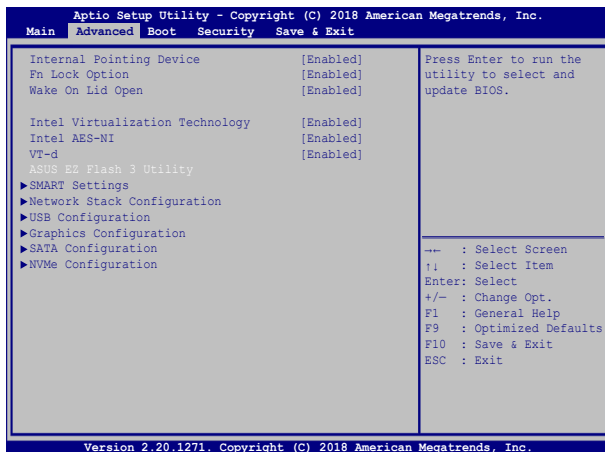 Aptio Setup Utility - Copyright (C) 2018 American Megatrends, Inc.
Main Advanced Boot Security Save & Exit
Internal Pointing Device [Enabled]
Fn Lock Option [Enabled]
Wake On Lid Open [Enabled]
Intel Virtualization Technology [Enabled]
Intel AES-NI [Enabled]
VT-d [Enabled]
ASUS EZ Flash 3 Utility
▶SMART Settings
▶Network Stack Configuration
▶USB Configuration
▶Graphics Configuration
▶SATA Configuration
▶NVMe Configuration
Press Enter to run the
utility to select and
update BIOS.
→← : Select Screen
↑↓ : Select Item
Enter: Select
+/— : Change Opt.
F1 : General Help
F9 : Optimized Defaults
F10 : Save & Exit
ESC : Exit
Version 2.20.1271. Copyright (C) 2018 American Megatrends, Inc.